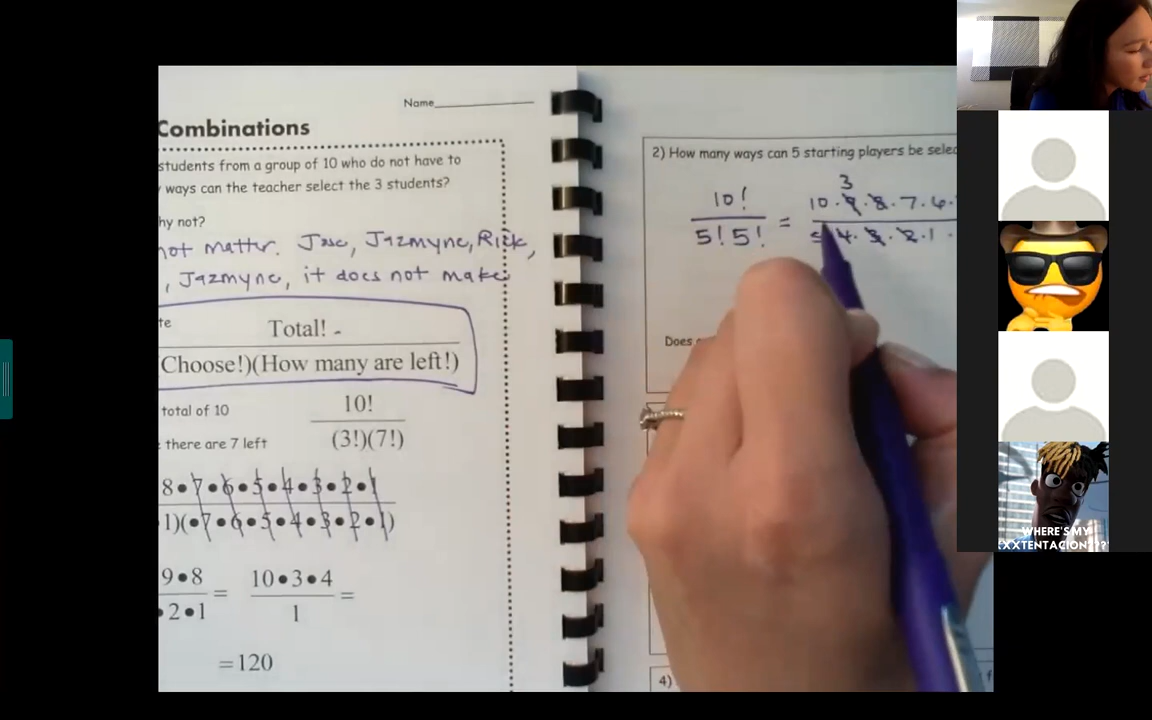 Name
Combinations
students from a group of 10 who do not have to
ways can the teacher select the 3 students?
hy not?
not matter. Jose, Jazmync, Rick,
, Jazmync, it does not make
te
Total!
Choose!)(How many are left!)
total of 10
10!
(3!)(7!)
there are 7 left
8•7•6•5•4•3•2•1
1)(•7•6•5•4•3•2•1)
9•8
•2•1
=
10•3•4
1
=
=120
2) How many ways can 5 starting players be selec
10!
5!5!
=
3
10·9·8·7·6·
5·4·3·2·1·
Does
4)
WHERE'S MY
XXTENTACION????